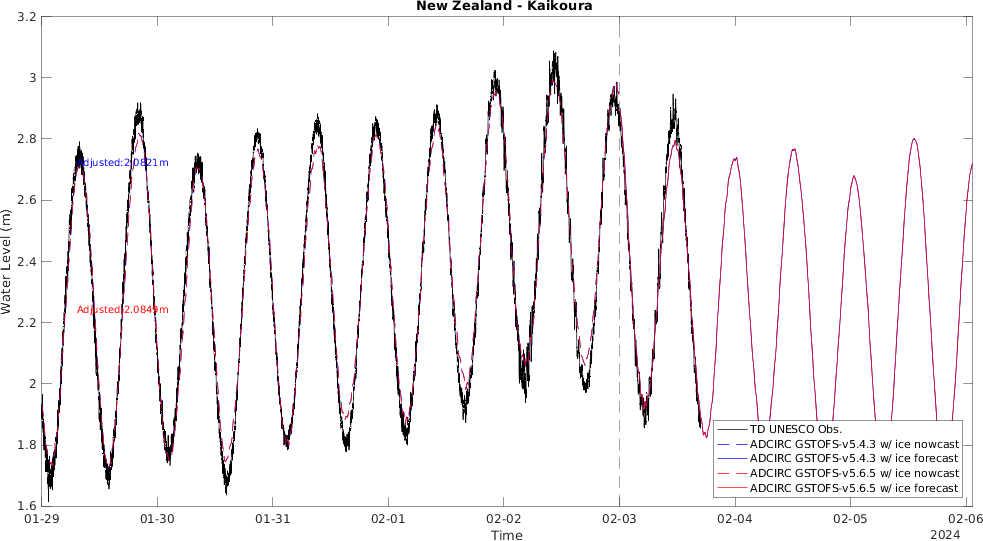 New Zealand - Kaikoura
3.2
3
2.8
2.6
2.4
2.2
2
1.8
1.6
Water Level (m)
Adjusted:2.0821m
Adjusted:2.0849m
TD UNESCO Obs.
ADCIRC GSTOFS-v5.4.3 w/ ice nowcast
ADCIRC GSTOFS-v5.4.3 w/ ice forecast
ADCIRC GSTOFS-v5.6.5 w/ ice nowcast
ADCIRC GSTOFS-v5.6.5 w/ ice forecast
01-29 01-30 01-31 02-01 02-02 02-03 02-04 02-05 02-06
Time
2024